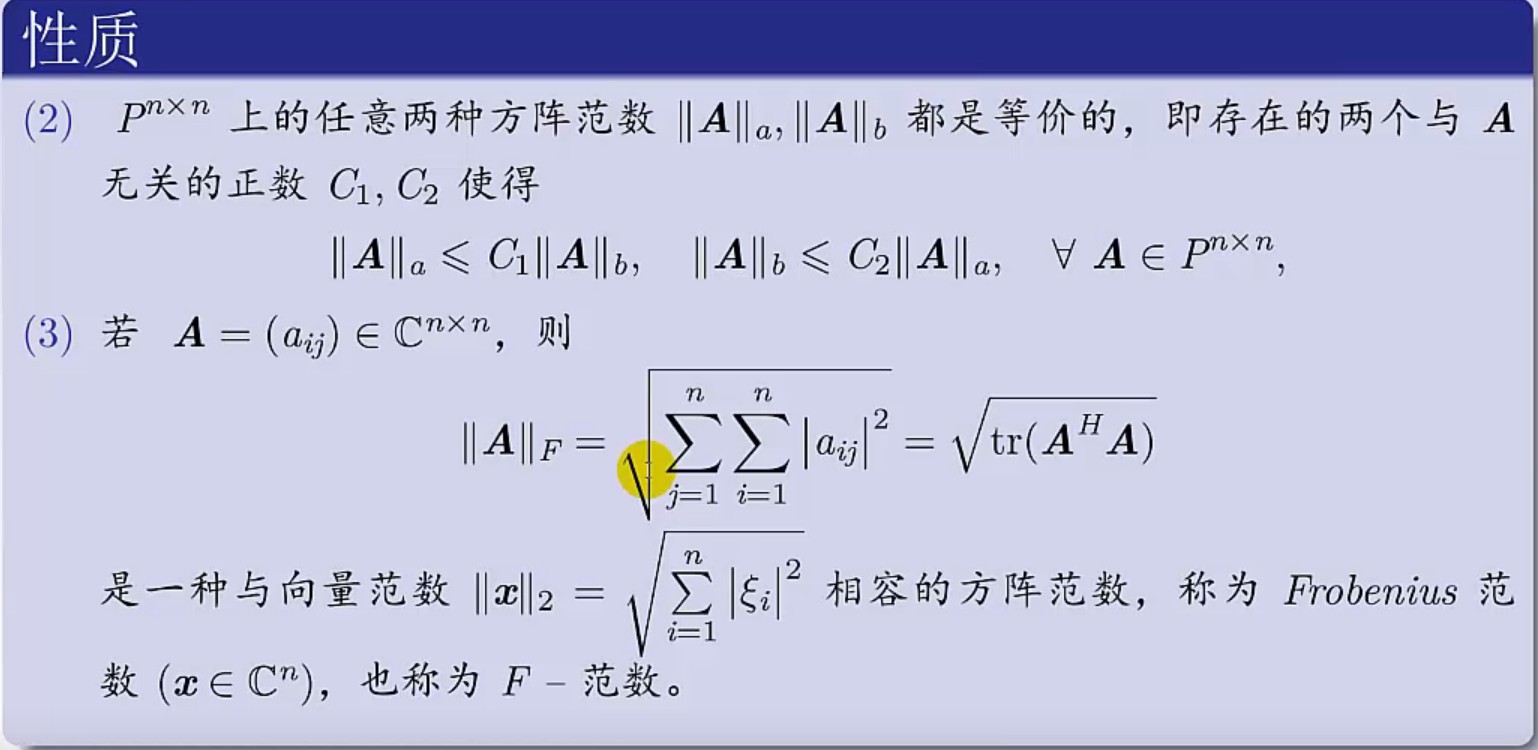 性质
(2) $P^{n\times n}$ 上的任意两种方阵范数 $\|\boldsymbol{A}\|_a, \|\boldsymbol{A}\|_b$ 都是等价的，即存在的两个与 $\boldsymbol{A}$
无关的正数 $C_1, C_2$ 使得
$\|\boldsymbol{A}\|_a \leqslant C_1\|\boldsymbol{A}\|_b, \quad \|\boldsymbol{A}\|_b \leqslant C_2\|\boldsymbol{A}\|_a, \quad \forall\ \boldsymbol{A} \in P^{n\times n},$
(3) 若 $\boldsymbol{A} = (a_{ij}) \in \mathbb{C}^{n\times n}$，则
$\|\boldsymbol{A}\|_F = \sqrt{\sum_{j=1}^{n}\sum_{i=1}^{n}|a_{ij}|^2} = \sqrt{\mathrm{tr}(\boldsymbol{A}^H\boldsymbol{A})}$
是一种与向量范数 $\|\boldsymbol{x}\|_2 = \sqrt{\sum_{i=1}^{n}|\xi_i|^2}$ 相容的方阵范数，称为 Frobenius 范
数 $(\boldsymbol{x} \in \mathbb{C}^n)$，也称为 $F$ – 范数。